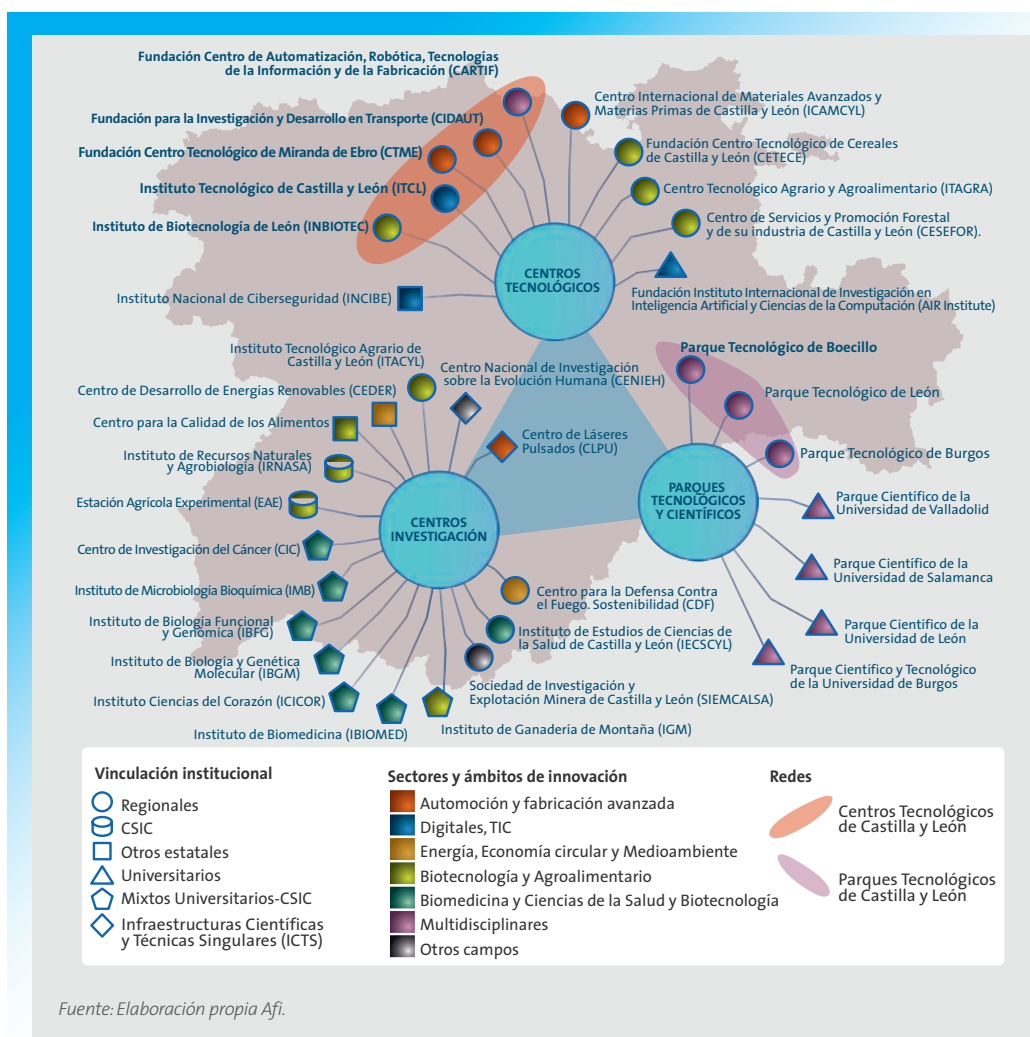 Fundación Centro de Automatización, Robótica, Tecnologías
de la Información y de la Fabricación (CARTIF)
Fundación para la Investigación y Desarrollo en Transporte (CIDAUT)
Fundación Centro Tecnológico de Miranda de Ebro (CTME)
Instituto Tecnológico de Castilla y León (ITCL)
Instituto de Biotecnología de León (INBIOTEC)
Instituto Nacional de Ciberseguridad (INCIBE)
Centro Internacional de Materiales Avanzados y
Materias Primas de Castilla y León (ICAMCYL)
Fundación Centro Tecnológico de Cereales
de Castilla y León (CETECE)
Centro Tecnológico Agrario y Agroalimentario (ITAGRA)
Centro de Servicios y Promoción Forestal
y de su industria de Castilla y León (CESEFOR).
Fundación Instituto Internacional de Investigación en
Inteligencia Artificial y Ciencias de la Computación (AIR Institute)
CENTROS
TECNOLÓGICOS
Instituto Tecnológico Agrario de
Castilla y León (ITACYL)
Centro Nacional de Investigación
sobre la Evolución Humana (CENIEH)
Centro de Desarrollo de Energías Renovables (CEDER)
Centro para la Calidad de los Alimentos
Centro de Láseres
Pulsados (CLPU)
Instituto de Recursos Naturales
y Agrobiología (IRNASA)
Estación Agrícola Experimental (EAE)
Centro de Investigación del Cáncer (CIC)
Instituto de Microbiología Bioquímica (IMB)
Instituto de Biología Funcional
y Genómica (IBFG)
Instituto de Biología y Genética
Molecular (IBGM)
Instituto Ciencias del Corazón (ICICOR)
Instituto de Biomedicina (IBIOMED)
Instituto de Ganadería de Montaña (IGM)
Sociedad de Investigación y
Explotación Minera de Castilla y León (SIEMCALSA)
Instituto de Estudios de Ciencias de
la Salud de Castilla y León (IECSCYL)
Centro para la Defensa Contra
el Fuego. Sostenibilidad (CDF)
CENTROS
INVESTIGACIÓN
Parque Tecnológico de Boecillo
Parque Tecnológico de León
Parque Tecnológico de Burgos
PARQUES
TECNOLÓGICOS
Y CIENTÍFICOS
Parque Científico de la
Universidad de Valladolid
Parque Científico de la
Universidad de Salamanca
Parque Científico de la
Universidad de León
Parque Científico y Tecnológico
de la Universidad de Burgos
Vinculación institucional
Regionales
CSIC
Otros estatales
Universitarios
Mixtos Universitarios-CSIC
Infraestructuras Científicas
y Técnicas Singulares (ICTS)
Sectores y ámbitos de innovación
Automoción y fabricación avanzada
Digitales, TIC
Energía, Economía circular y Medioambiente
Biotecnología y Agroalimentario
Biomedicina y Ciencias de la Salud y Biotecnología
Multidisciplinares
Otros campos
Redes
Centros Tecnológicos
de Castilla y León
Parques Tecnológicos
de Castilla y León
Fuente: Elaboración propia Afi.